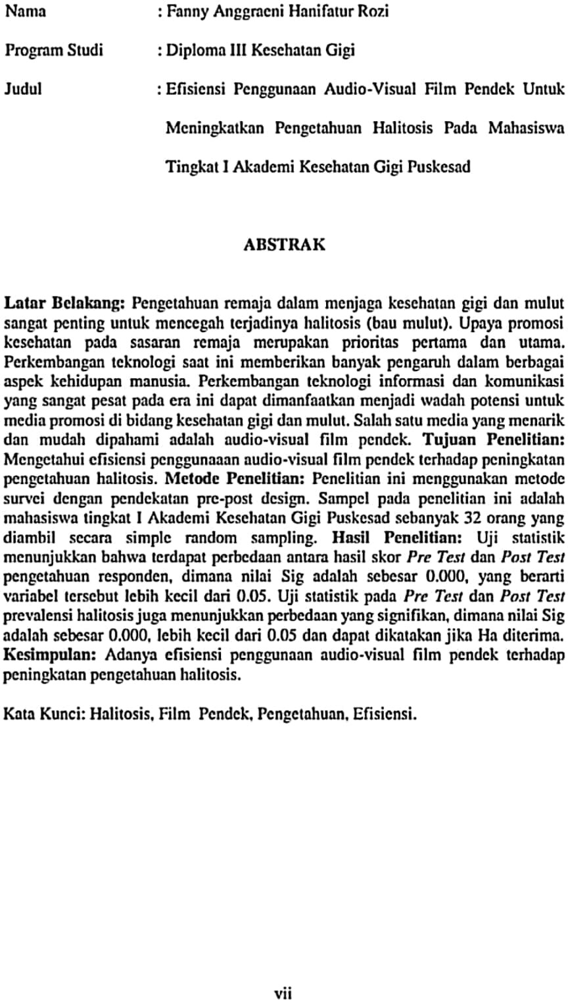 Nama : Fanny Anggraeni Hanifatur Rozi
Program Studi : Diploma III Kesehatan Gigi
Judul : Efisiensi Penggunaan Audio-Visual Film Pendek Untuk
Meningkatkan Pengetahuan Halitosis Pada Mahasiswa
Tingkat I Akademi Kesehatan Gigi Puskesad
ABSTRAK
Latar Belakang: Pengetahuan remaja dalam menjaga kesehatan gigi dan mulut
sangat penting untuk mencegah terjadinya halitosis (bau mulut). Upaya promosi
kesehatan pada sasaran remaja merupakan prioritas pertama dan utama.
Perkembangan teknologi saat ini memberikan banyak pengaruh dalam berbagai
aspek kehidupan manusia. Perkembangan teknologi informasi dan komunikasi
yang sangat pesat pada era ini dapat dimanfaatkan menjadi wadah potensi untuk
media promosi di bidang kesehatan gigi dan mulut. Salah satu media yang menarik
dan mudah dipahami adalah audio-visual film pendek. Tujuan Penelitian:
Mengetahui efisiensi penggunaaan audio-visual film pendek terhadap peningkatan
pengetahuan halitosis. Metode Penelitian: Penelitian ini menggunakan metode
survei dengan pendekatan pre-post design. Sampel pada penelitian ini adalah
mahasiswa tingkat I Akademi Kesehatan Gigi Puskesad sebanyak 32 orang yang
diambil secara simple random sampling. Hasil Penelitian: Uji statistik
menunjukkan bahwa terdapat perbedaan antara hasil skor Pre Test dan Post Test
pengetahuan responden, dimana nilai Sig adalah sebesar 0.000, yang berarti
variabel tersebut lebih kecil dari 0.05. Uji statistik pada Pre Test dan Post Test
prevalensi halitosis juga menunjukkan perbedaan yang signifikan, dimana nilai Sig
adalah sebesar 0.000, lebih kecil dari 0.05 dan dapat dikatakan jika Ha diterima.
Kesimpulan: Adanya efisiensi penggunaan audio-visual film pendek terhadap
peningkatan pengetahuan halitosis.
Kata Kunci: Halitosis, Film Pendek, Pengetahuan, Efisiensi.
vii